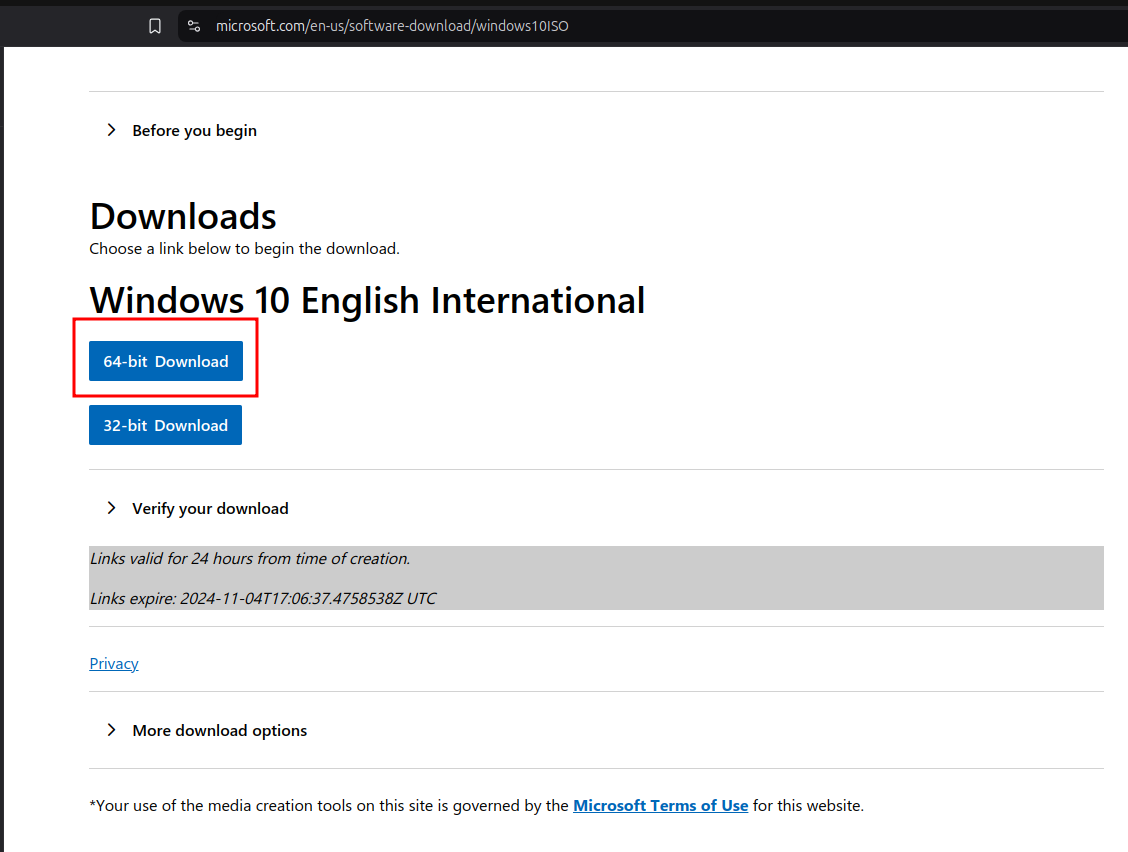 microsoft.com/en-us/software-download/windows10ISO
Before you begin
Downloads
Choose a link below to begin the download.
Windows 10 English International
64-bit Download
32-bit Download
Verify your download
Links valid for 24 hours from time of creation.
Links expire: 2024-11-04T17:06:37.4758538Z UTC
Privacy
More download options
*Your use of the media creation tools on this site is governed by the Microsoft Terms of Use for this website.